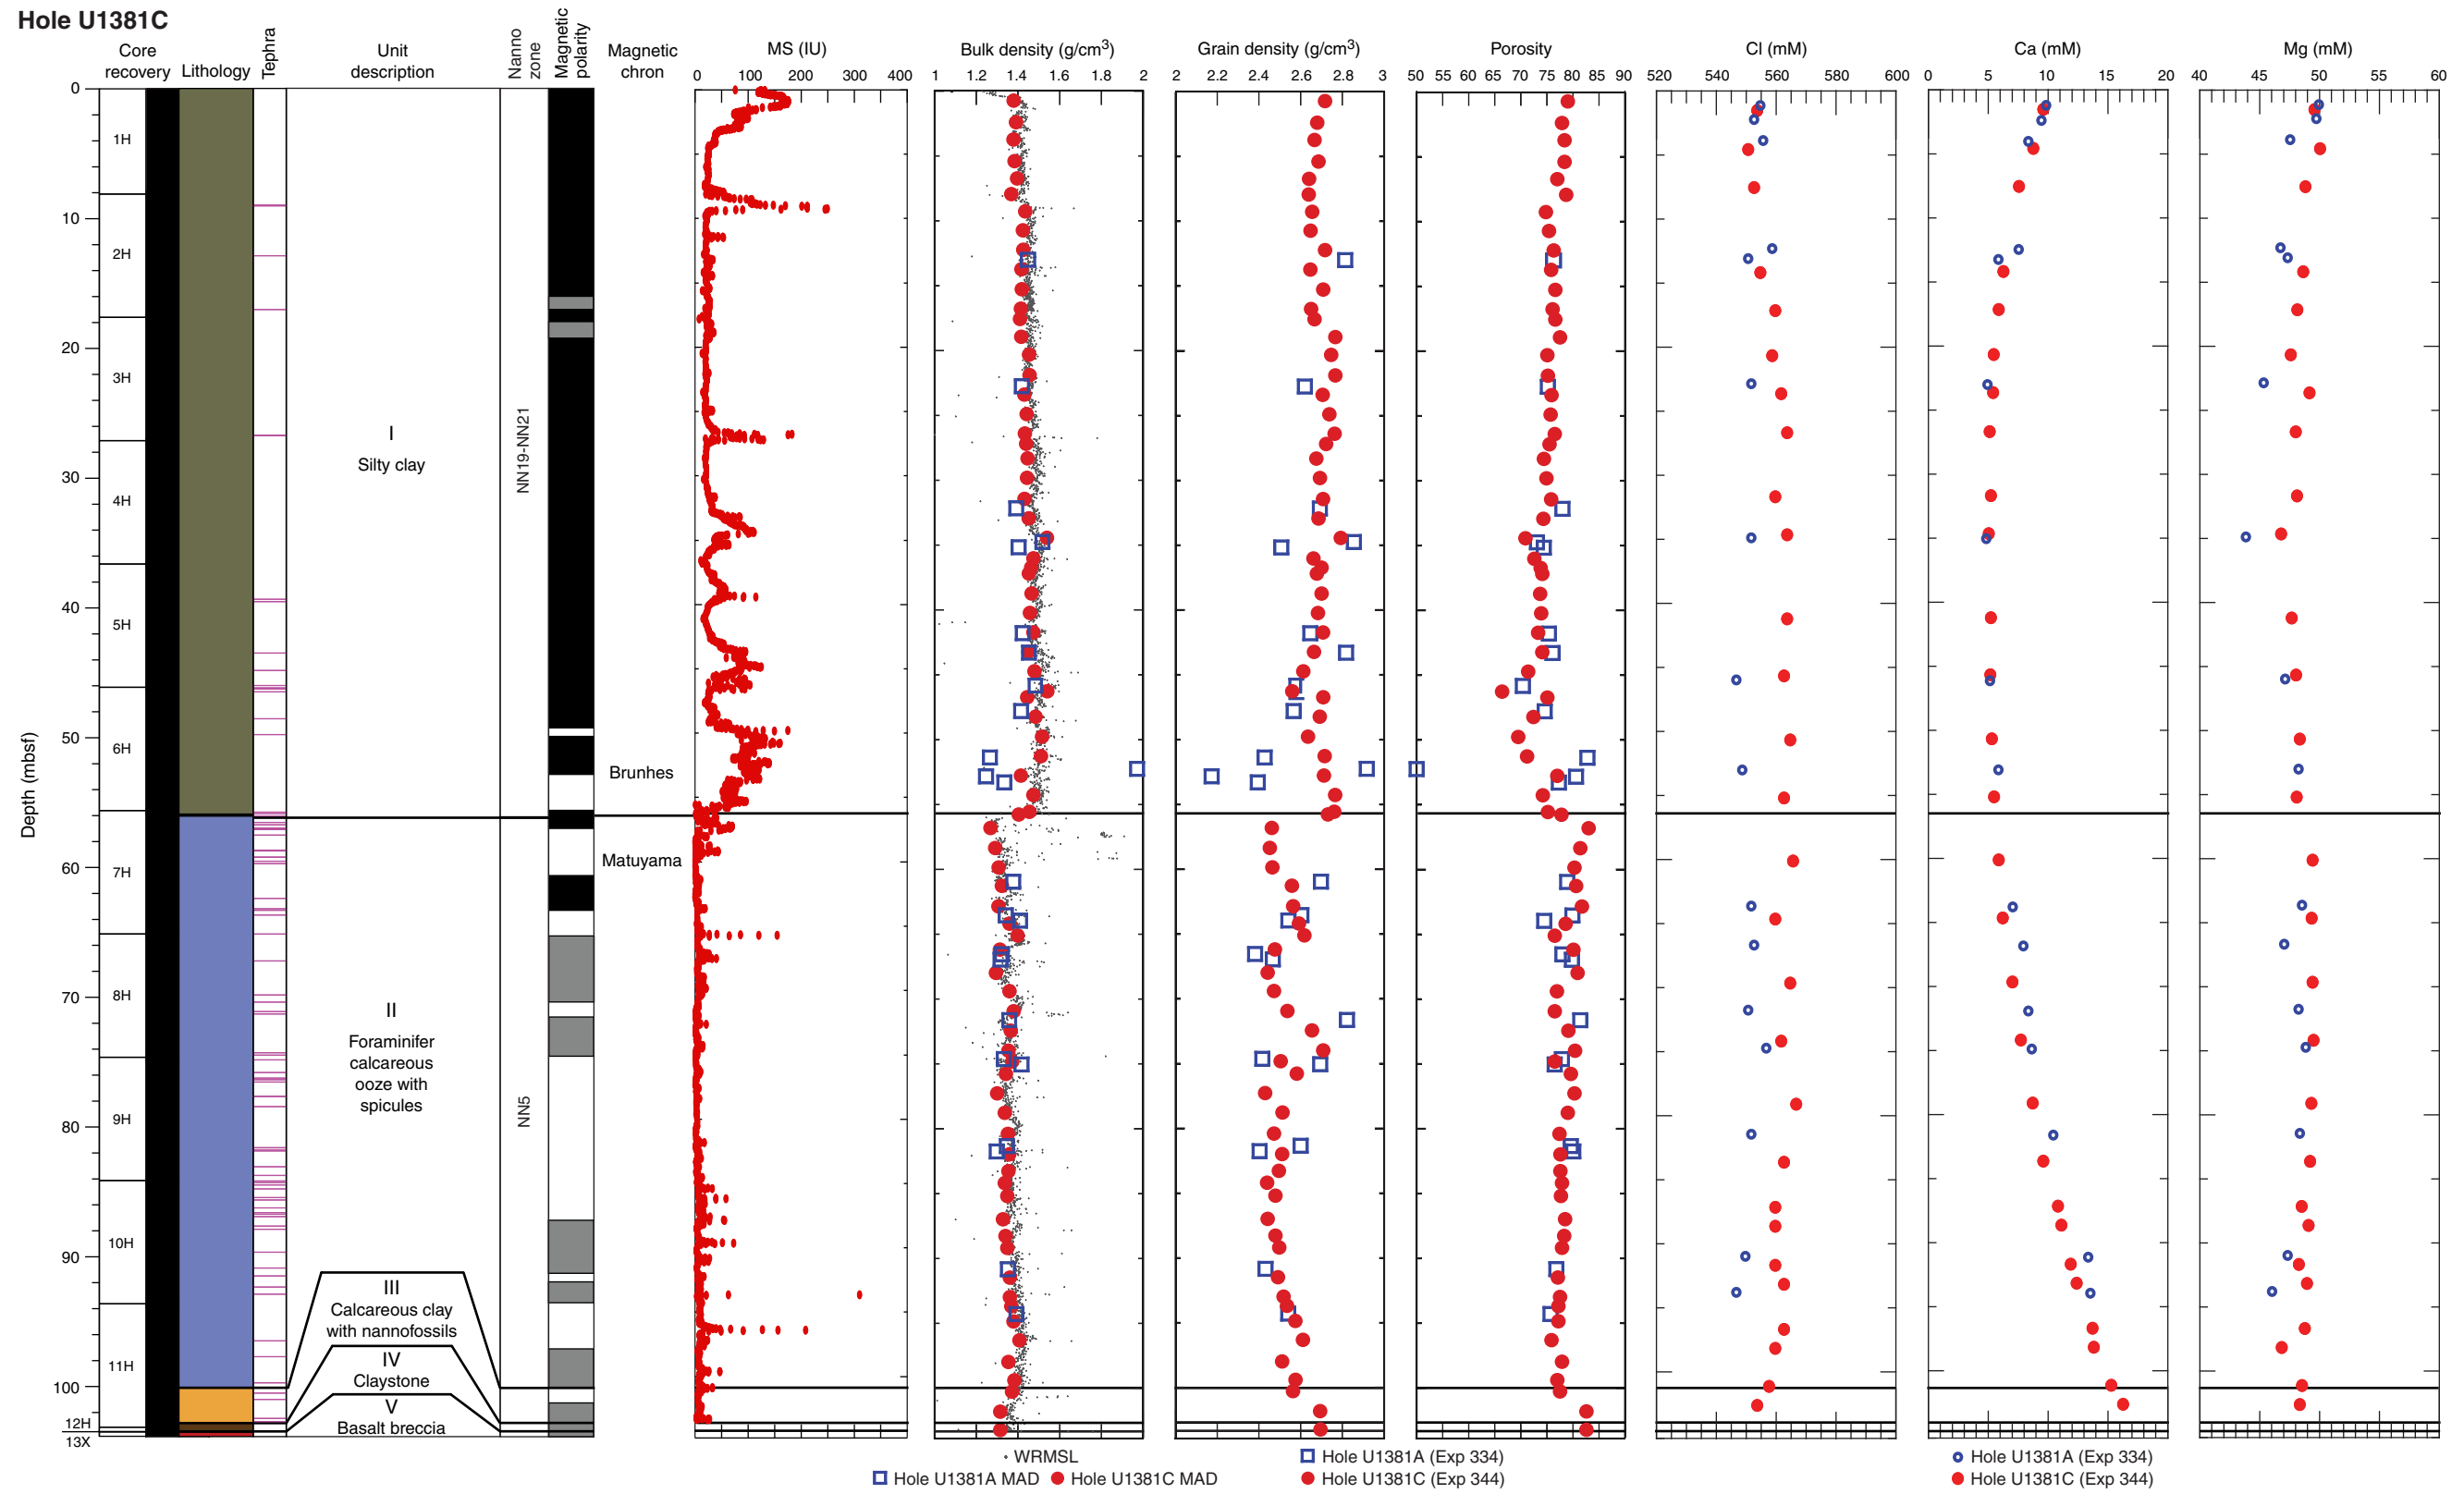 Hole U1381C
Core recovery
Lithology
Tephra
Unit description
Nanno zone
Magnetic polarity
Magnetic chron
MS (IU)
Bulk density (g/cm³)
Grain density (g/cm³)
Porosity
Cl (mM)
Ca (mM)
Mg (mM)
0 100 200 300 400
1 1.2 1.4 1.6 1.8 2
2 2.2 2.4 2.6 2.8 3
50 55 60 65 70 75 80 85 90
520 540 560 580 600
0 5 10 15 20
40 45 50 55 60
Depth (mbsf)
0
10
20
30
40
50
60
70
80
90
100
1H
2H
3H
4H
5H
6H
7H
8H
9H
10H
11H
12H
13X
I
Silty clay
II
Foraminifer
calcareous
ooze with
spicules
III
Calcareous clay
with nannofossils
IV
Claystone
V
Basalt breccia
NN19-NN21
NN5
Brunhes
Matuyama
WRMSL
Hole U1381A MAD
Hole U1381C MAD
Hole U1381A (Exp 334)
Hole U1381C (Exp 344)
Hole U1381A (Exp 334)
Hole U1381C (Exp 344)